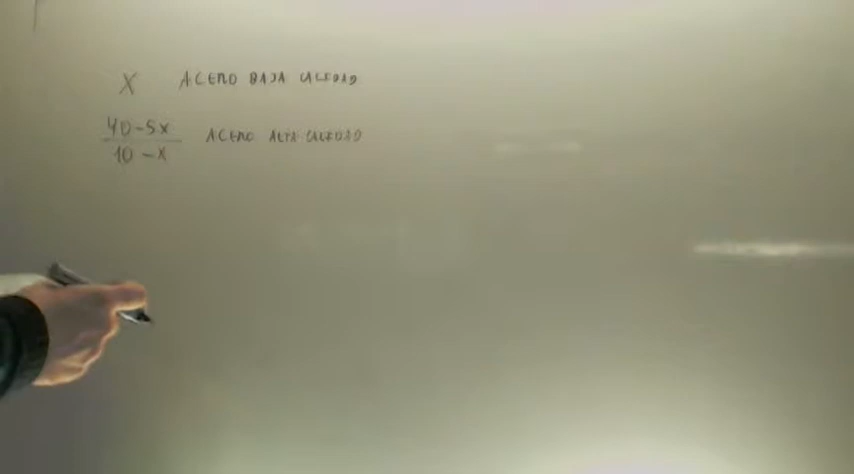 X ACERO BAJA CALIDAD
40-5x
10-x ACERO ALTA CALIDAD